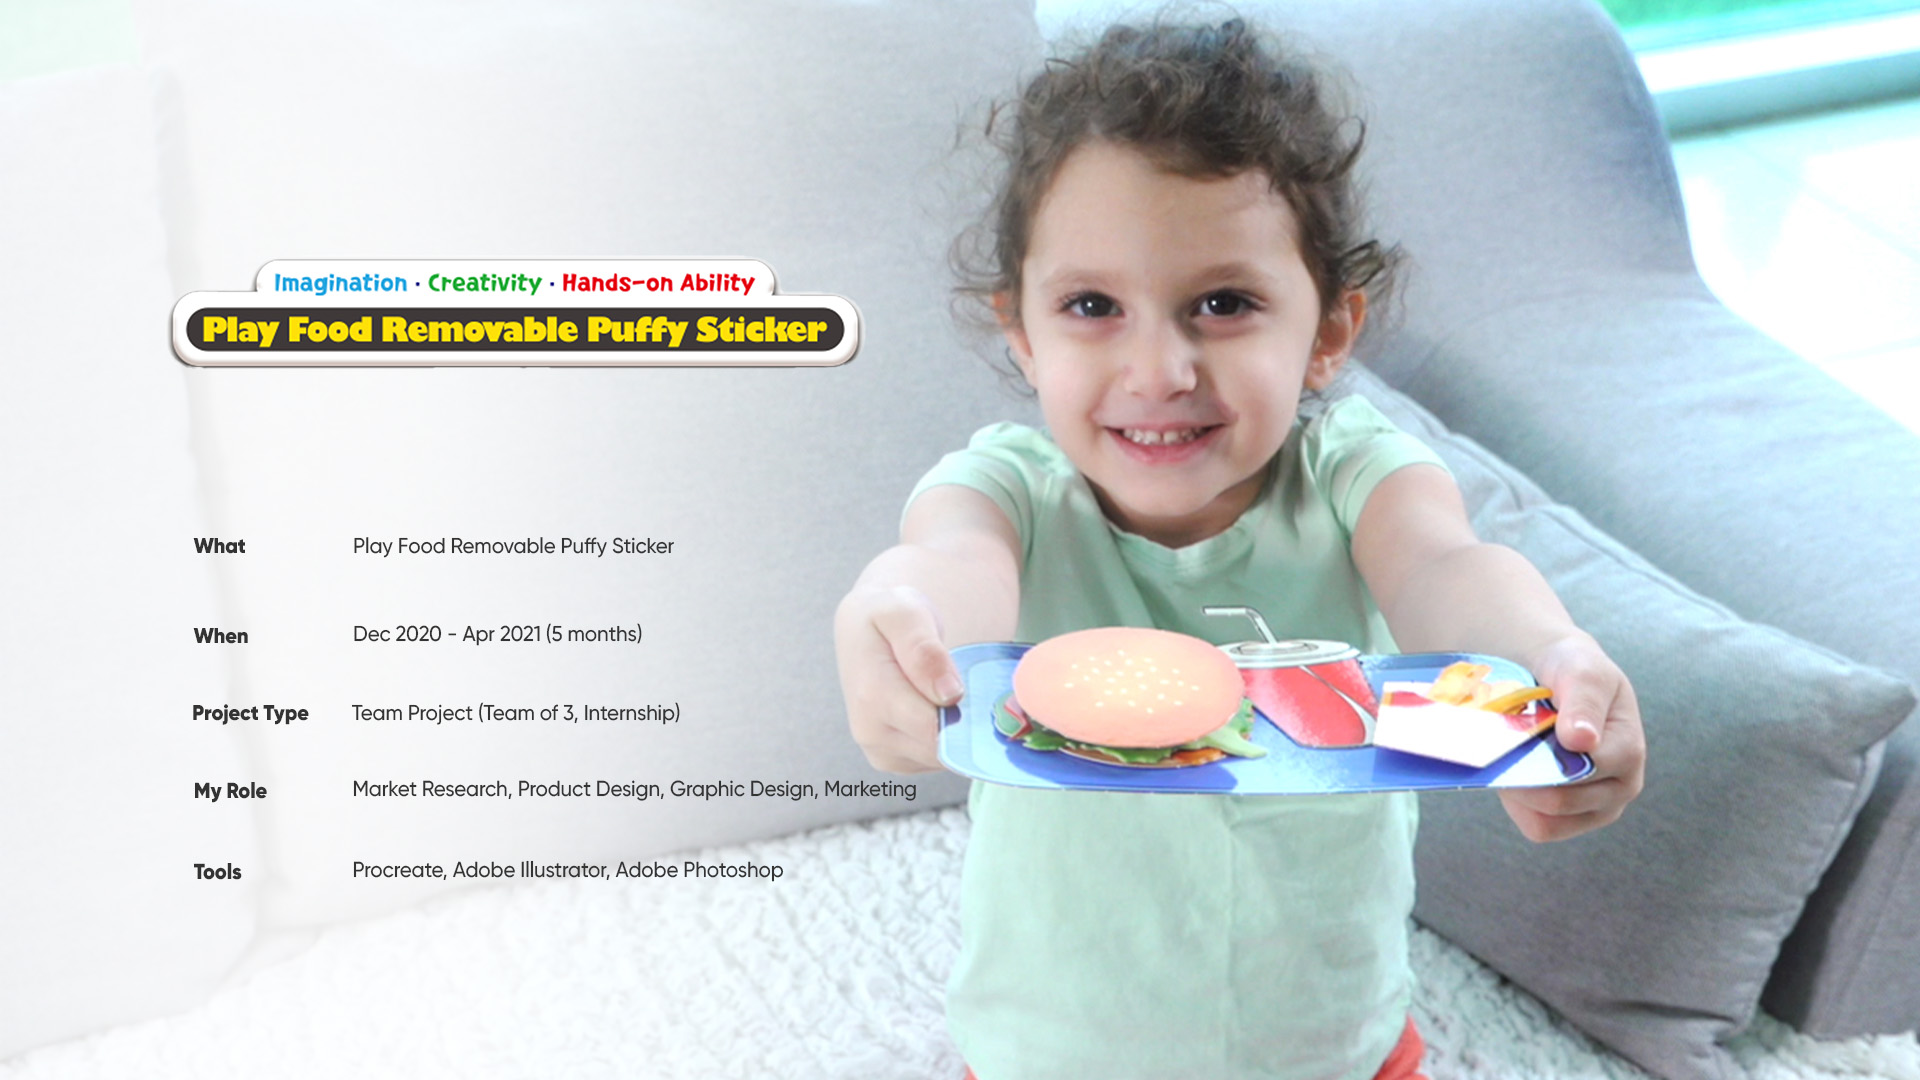 Imagination · Creativity · Hands-on Ability
Play Food Removable Puffy Sticker
What Play Food Removable Puffy Sticker
When Dec 2020 - Apr 2021 (5 months)
Project Type Team Project (Team of 3, Internship)
My Role Market Research, Product Design, Graphic Design, Marketing
Tools Procreate, Adobe Illustrator, Adobe Photoshop